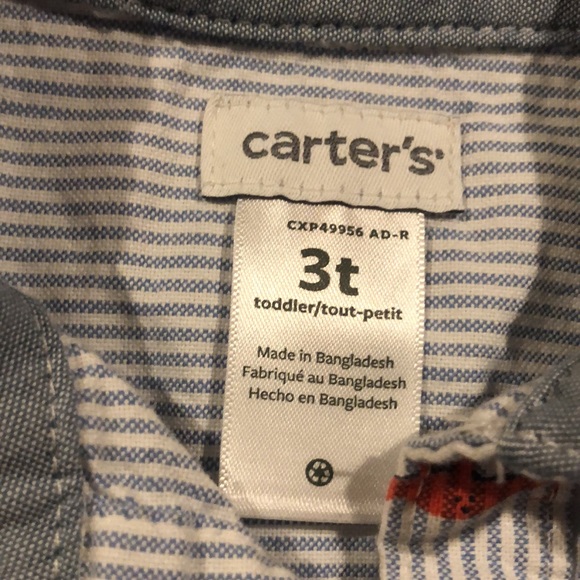 carter's
CXP49956 AD-R
3t
toddler/tout-petit
Made in Bangladesh
Fabriqué au Bangladesh
Hecho en Bangladesh